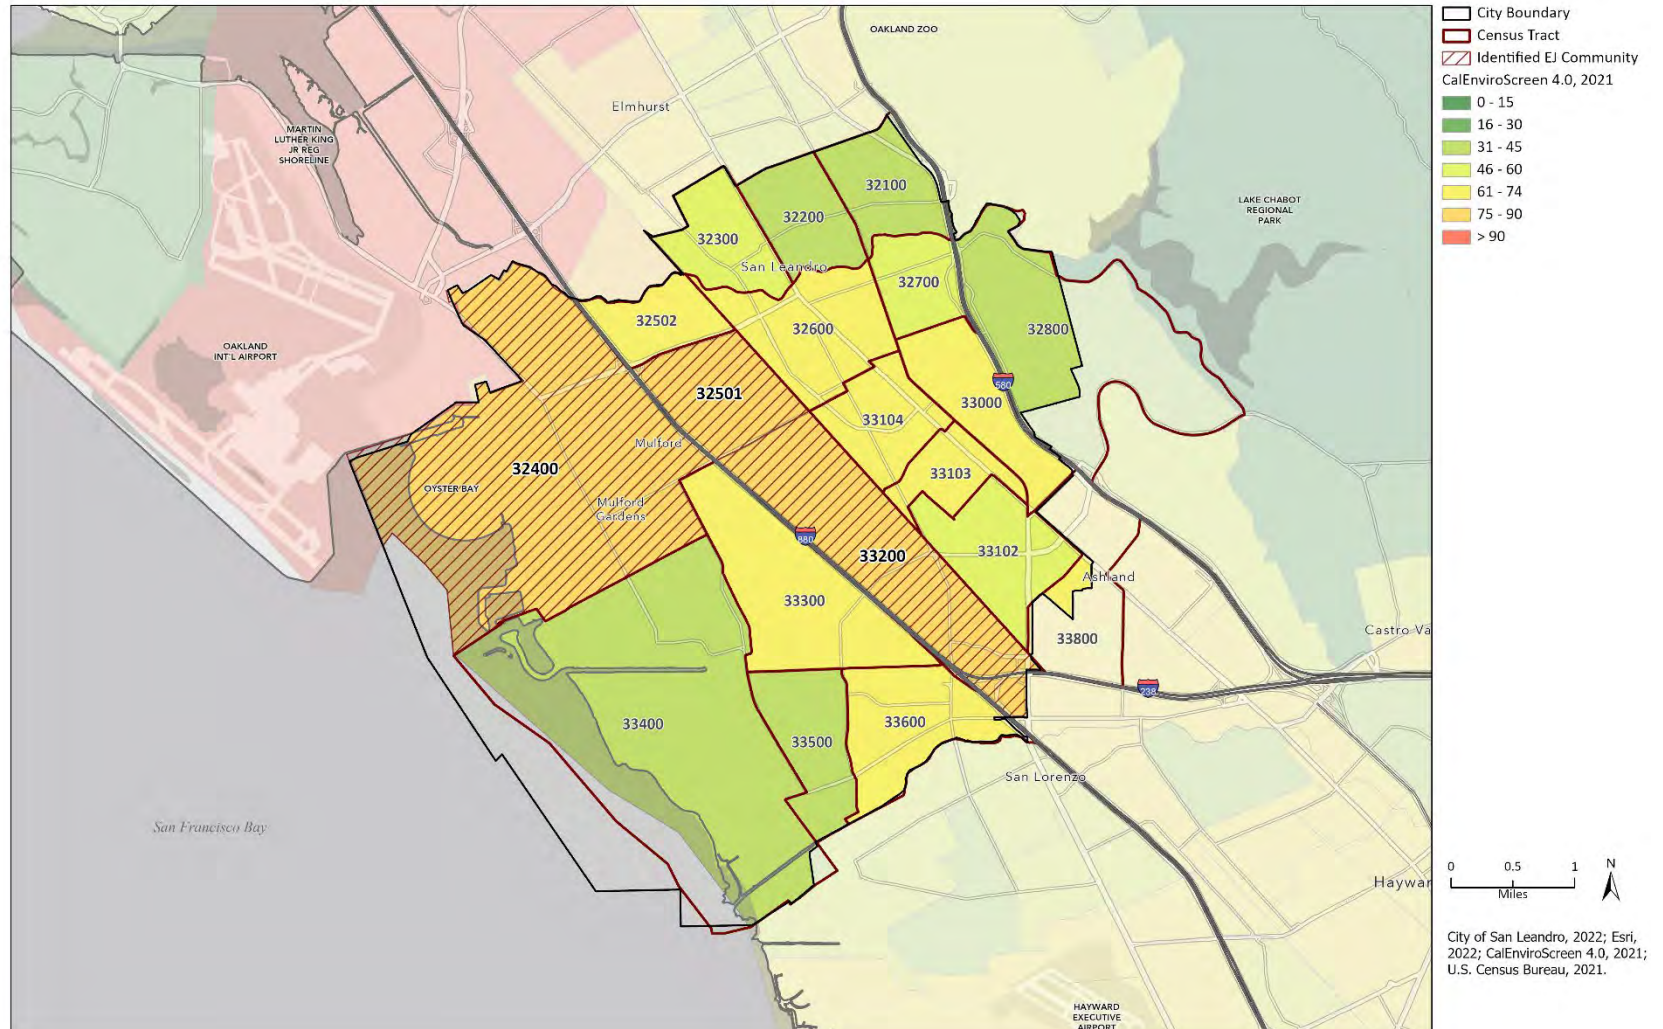 City Boundary
Census Tract
Identified EJ Community
CalEnviroScreen 4.0, 2021
0 - 15
16 - 30
31 - 45
46 - 60
61 - 74
75 - 90
> 90
OAKLAND ZOO
Elmhurst
MARTIN
LUTHER KING
JR REG
SHORELINE
32100
32200
LAKE CHABOT
REGIONAL
PARK
32300
San Leandro
32700
32502
32600
32800
OAKLAND
INT'L AIRPORT
580
32501
33000
33104
Mulford
32400
33103
OYSTER BAY
Mulford
Gardens
880
33200
33102
Ashland
33300
Castro Va
33800
238
33400
33600
33500
San Lorenzo
San Francisco Bay
Haywar
HAYWARD
EXECUTIVE
AIRPORT
0 0.5 1
Miles
N
City of San Leandro, 2022; Esri,
2022; CalEnviroScreen 4.0, 2021;
U.S. Census Bureau, 2021.